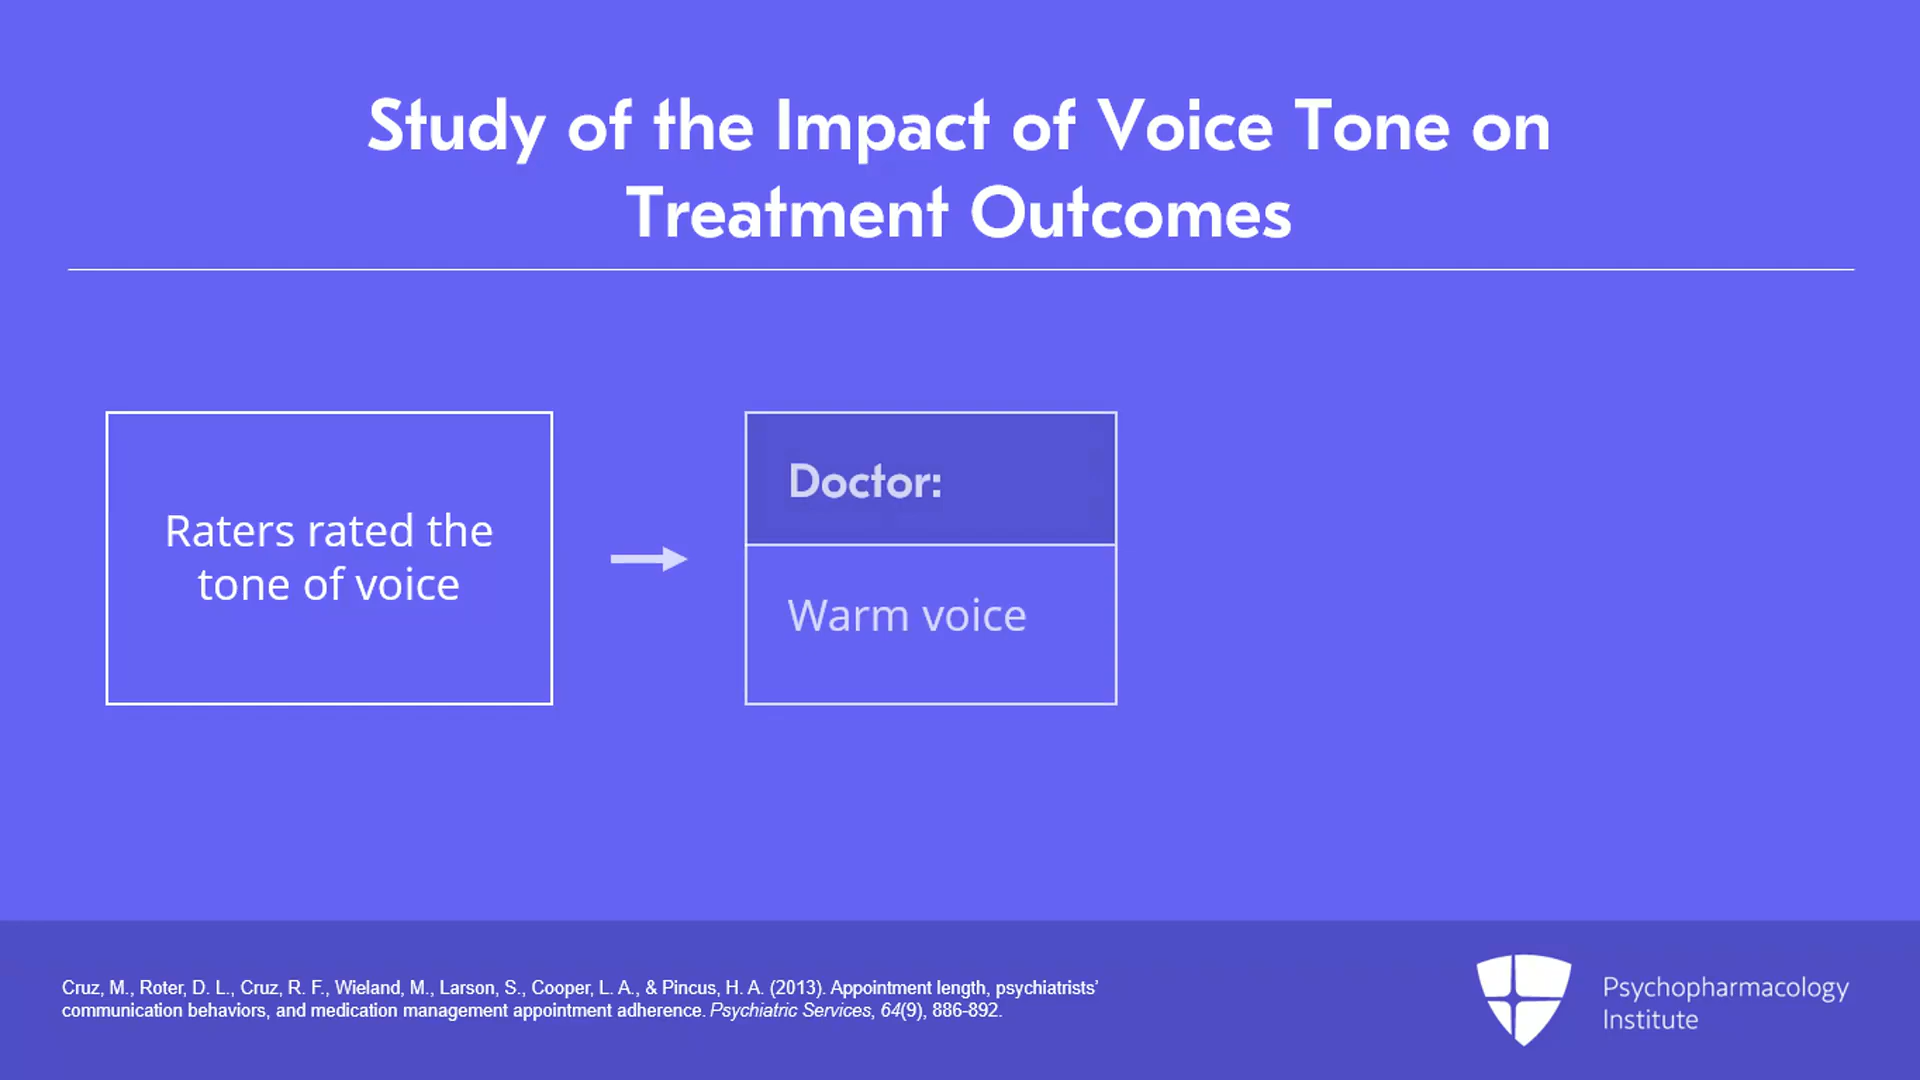 Study of the Impact of Voice Tone on
Treatment Outcomes
Raters rated the
tone of voice
Doctor:
Warm voice
Cruz, M., Roter, D. L., Cruz, R. F., Wieland, M., Larson, S., Cooper, L. A., & Pincus, H. A. (2013). Appointment length, psychiatrists’
communication behaviors, and medication management appointment adherence. Psychiatric Services, 64(9), 886-892.
Psychopharmacology
Institute